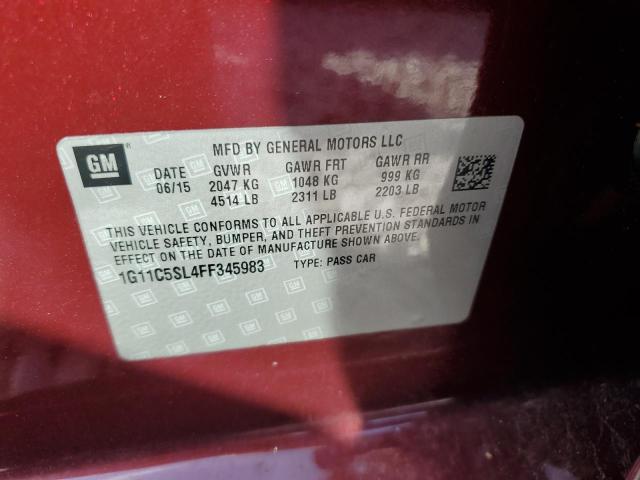 MFD BY GENERAL MOTORS LLC
GM
DATE GVWR GAWR FRT GAWR RR
06/15 2047 KG 1048 KG 999 KG
4514 LB 2311 LB 2203 LB
THIS VEHICLE CONFORMS TO ALL APPLICABLE U.S. FEDERAL MOTOR
VEHICLE SAFETY, BUMPER, AND THEFT PREVENTION STANDARDS IN
EFFECT ON THE DATE OF MANUFACTURE SHOWN ABOVE.
1G11C5SL4FF345983 TYPE: PASS CAR